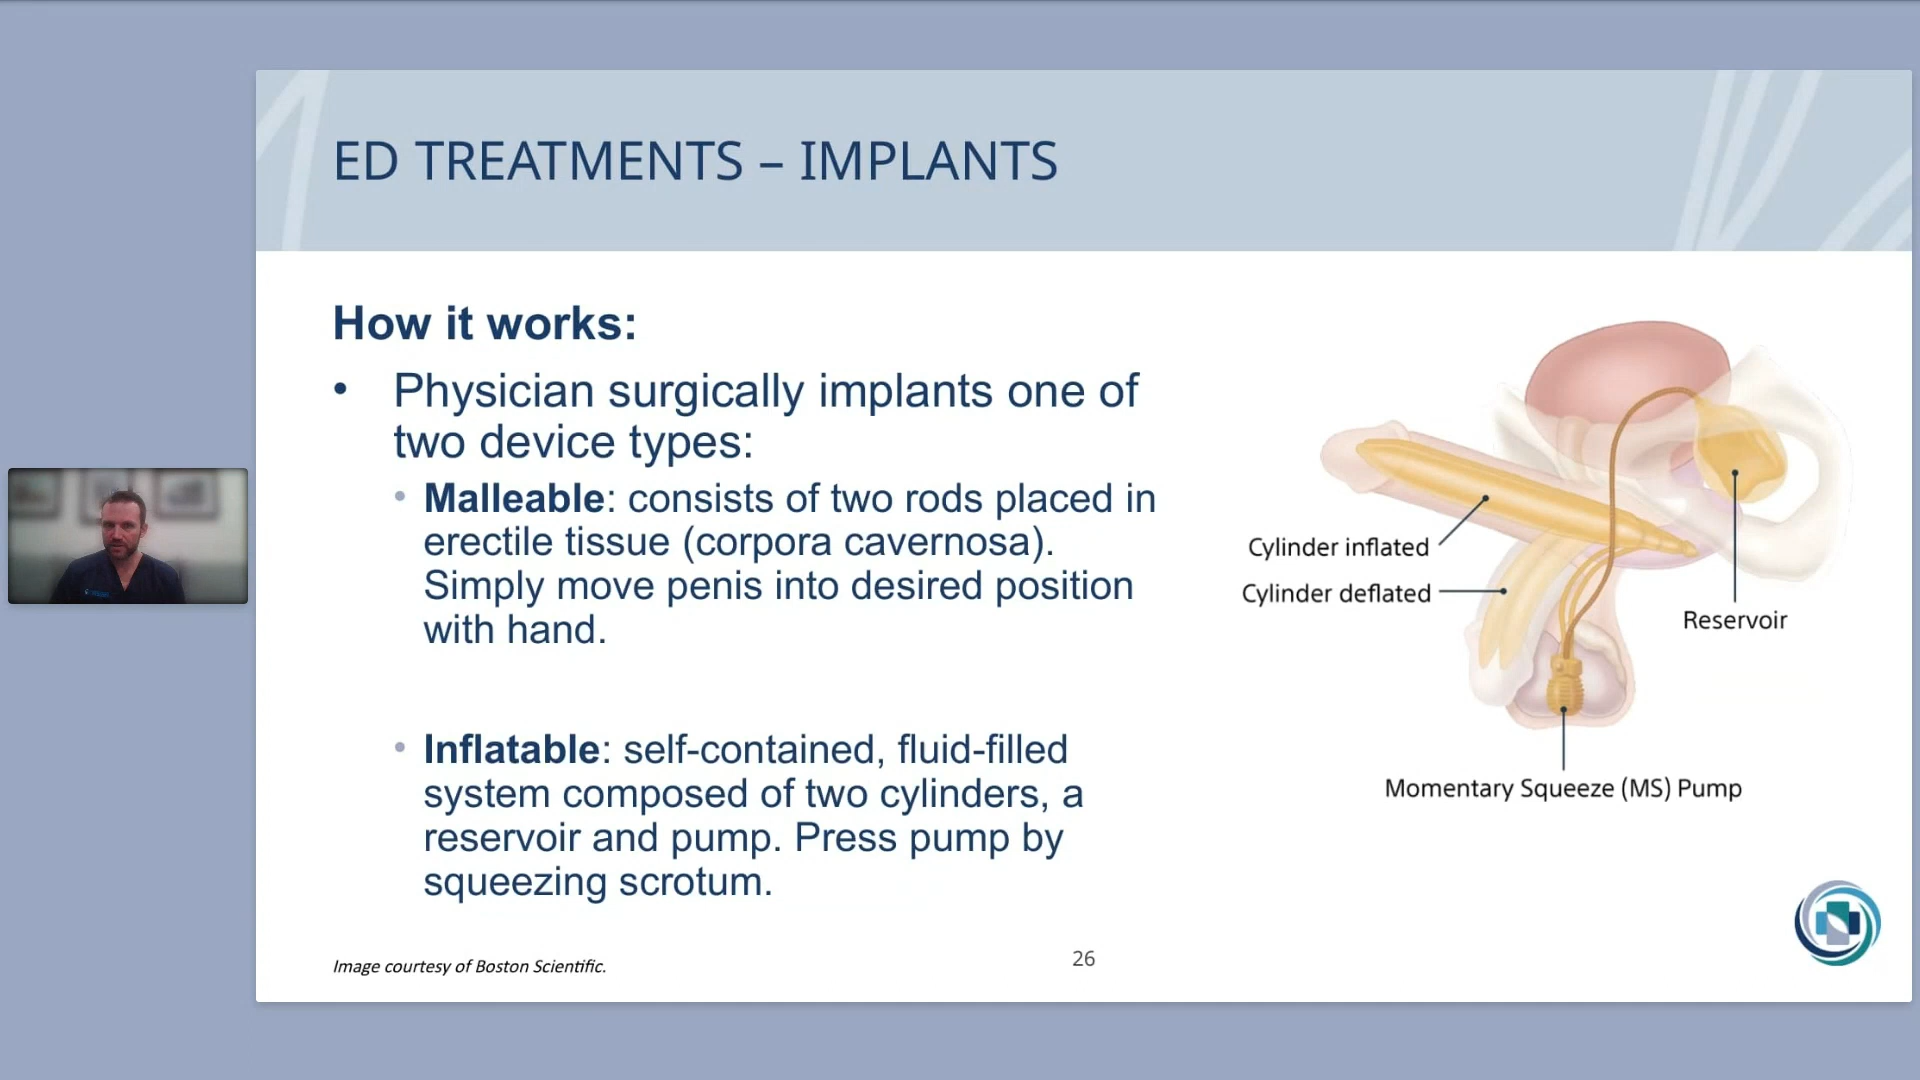 ED TREATMENTS – IMPLANTS
How it works:
• Physician surgically implants one of
two device types:
• Malleable: consists of two rods placed in
erectile tissue (corpora cavernosa).
Simply move penis into desired position
with hand.
• Inflatable: self-contained, fluid-filled
system composed of two cylinders, a
reservoir and pump. Press pump by
squeezing scrotum.
Cylinder inflated
Cylinder deflated
Reservoir
Momentary Squeeze (MS) Pump
Image courtesy of Boston Scientific.
26